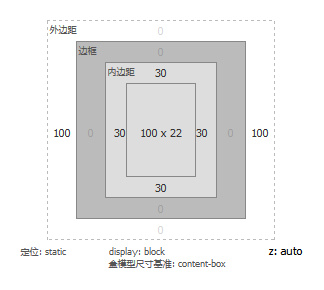 外边距 0
边框 0
内边距 30
100 0 30 100 x 22 30 0 100
30
0
0
定位: static display: block z: auto
盒模型尺寸基准: content-box